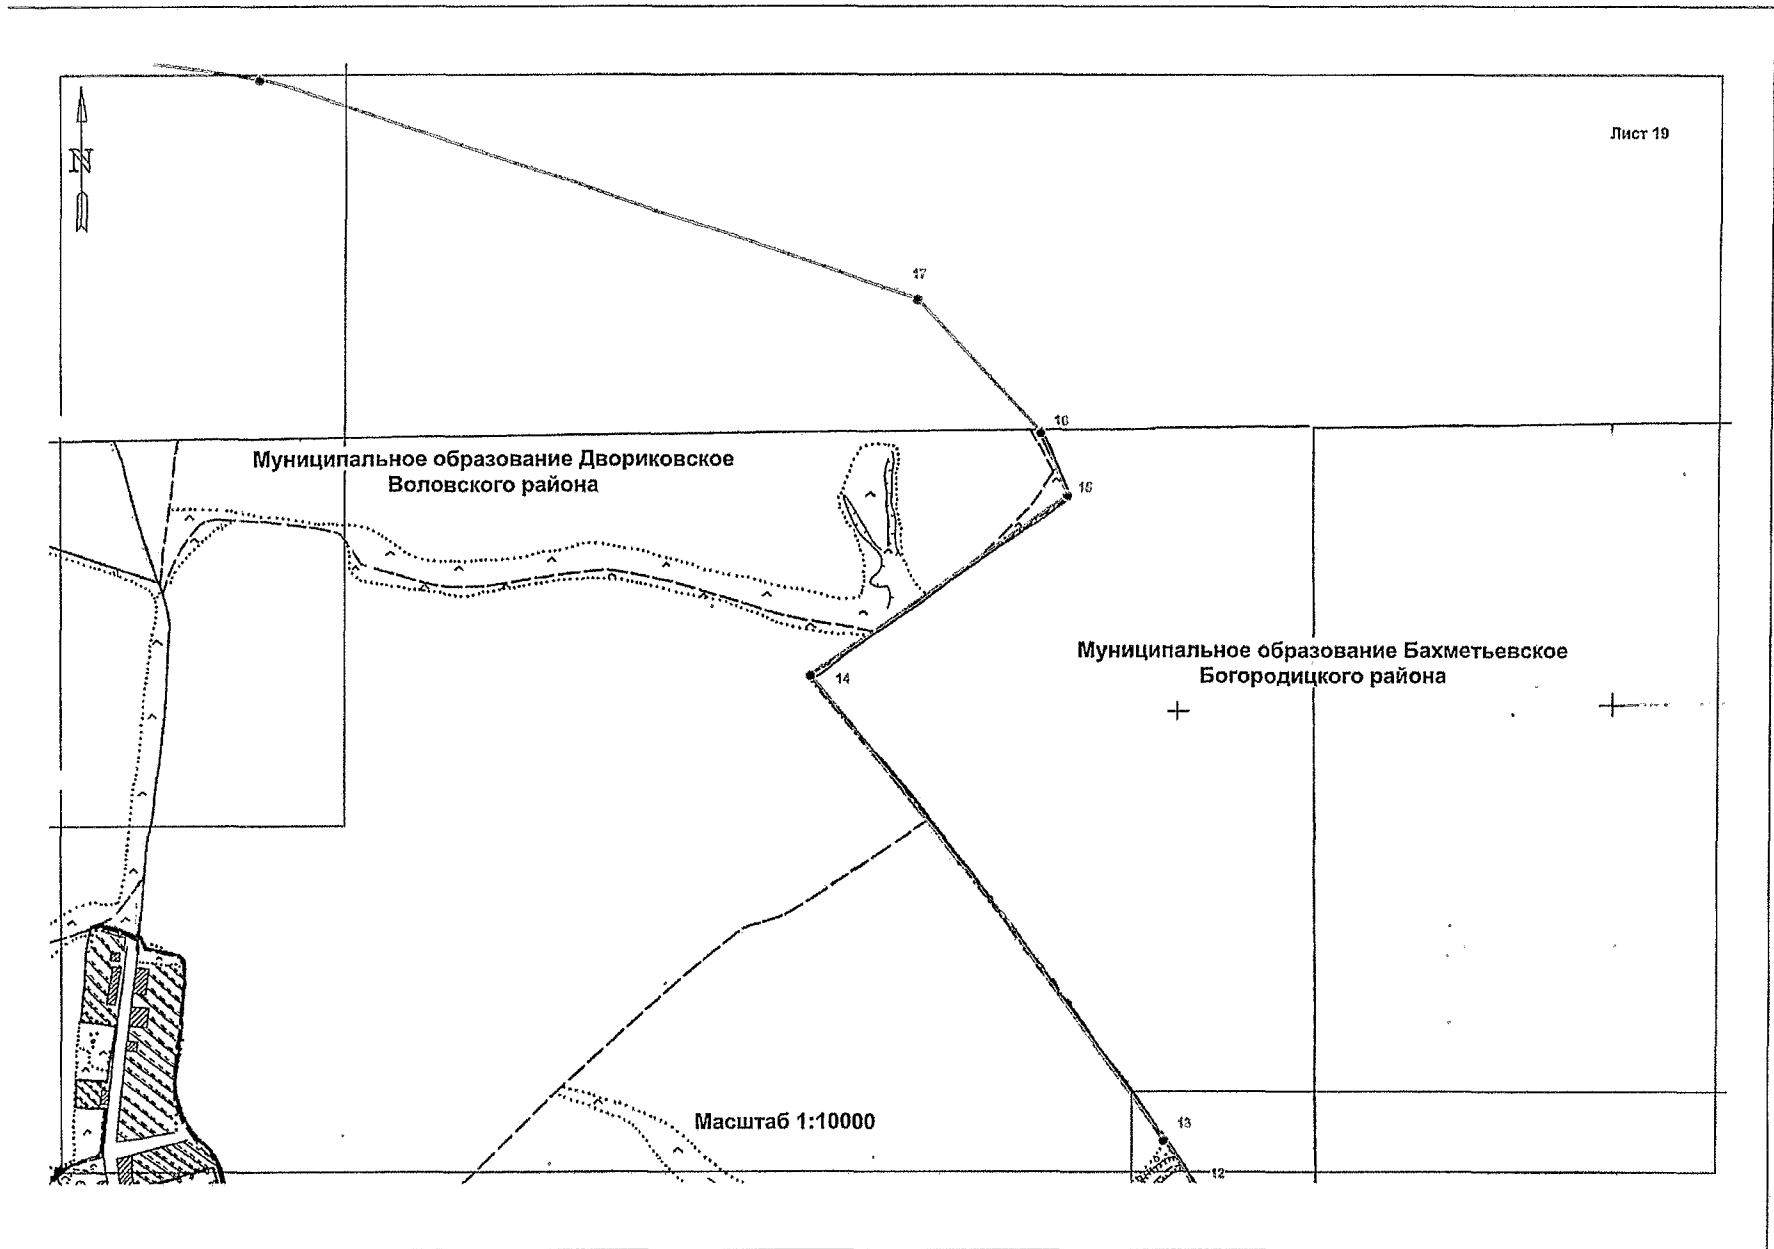 Лист 19
N
17
16
Муниципальное образование Двориковское
Воловского района
15
Муниципальное образование Бахметьевское
Богородицкого района
14
Масштаб 1:10000
13
12